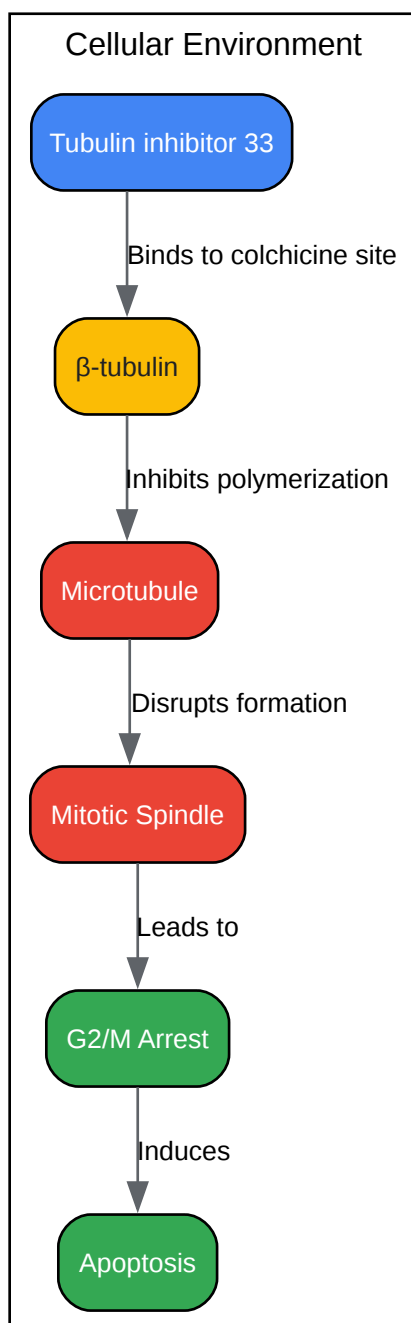 Cellular Environment
Tubulin inhibitor 33
Binds to colchicine site
β-tubulin
Inhibits polymerization
Microtubule
Disrupts formation
Mitotic Spindle
Leads to
G2/M Arrest
Induces
Apoptosis